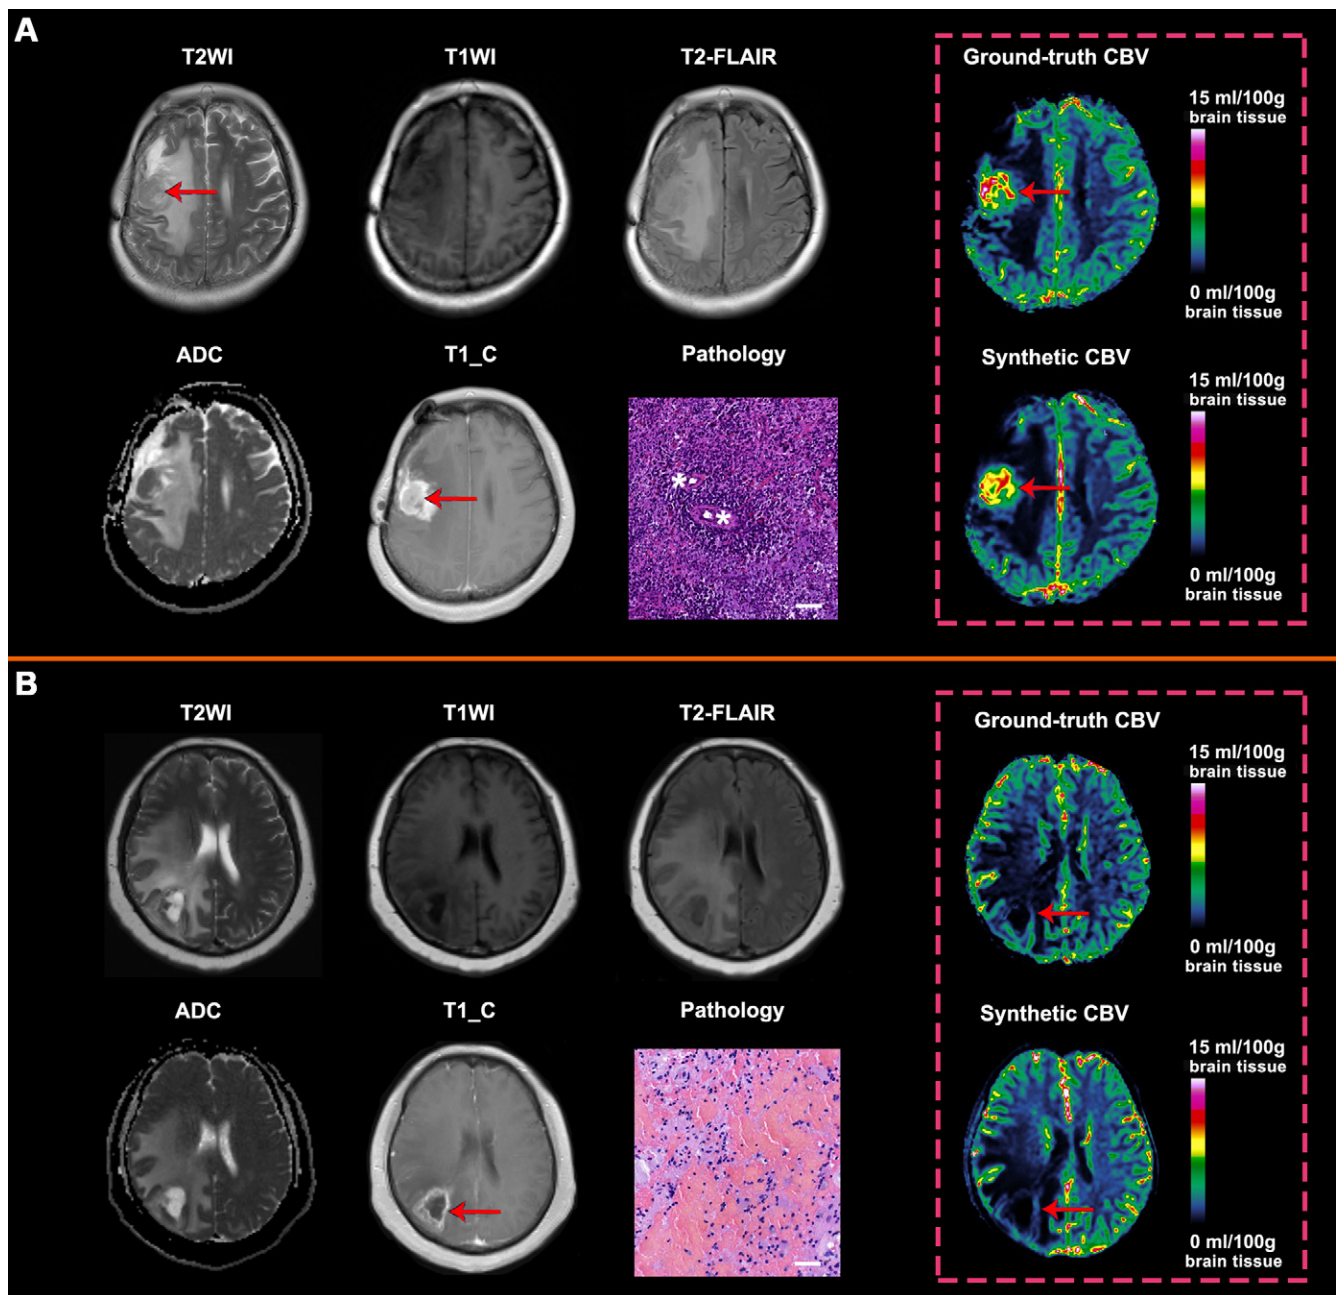 A
T2WI
T1WI
T2-FLAIR
Ground-truth CBV
15 ml/100g
brain tissue
0 ml/100g
brain tissue
ADC
T1_C
Pathology
Synthetic CBV
15 ml/100g
brain tissue
* 
*
0 ml/100g
brain tissue
B
T2WI
T1WI
T2-FLAIR
Ground-truth CBV
15 ml/100g
brain tissue
0 ml/100g
brain tissue
ADC
T1_C
Pathology
Synthetic CBV
15 ml/100g
brain tissue
0 ml/100g
brain tissue